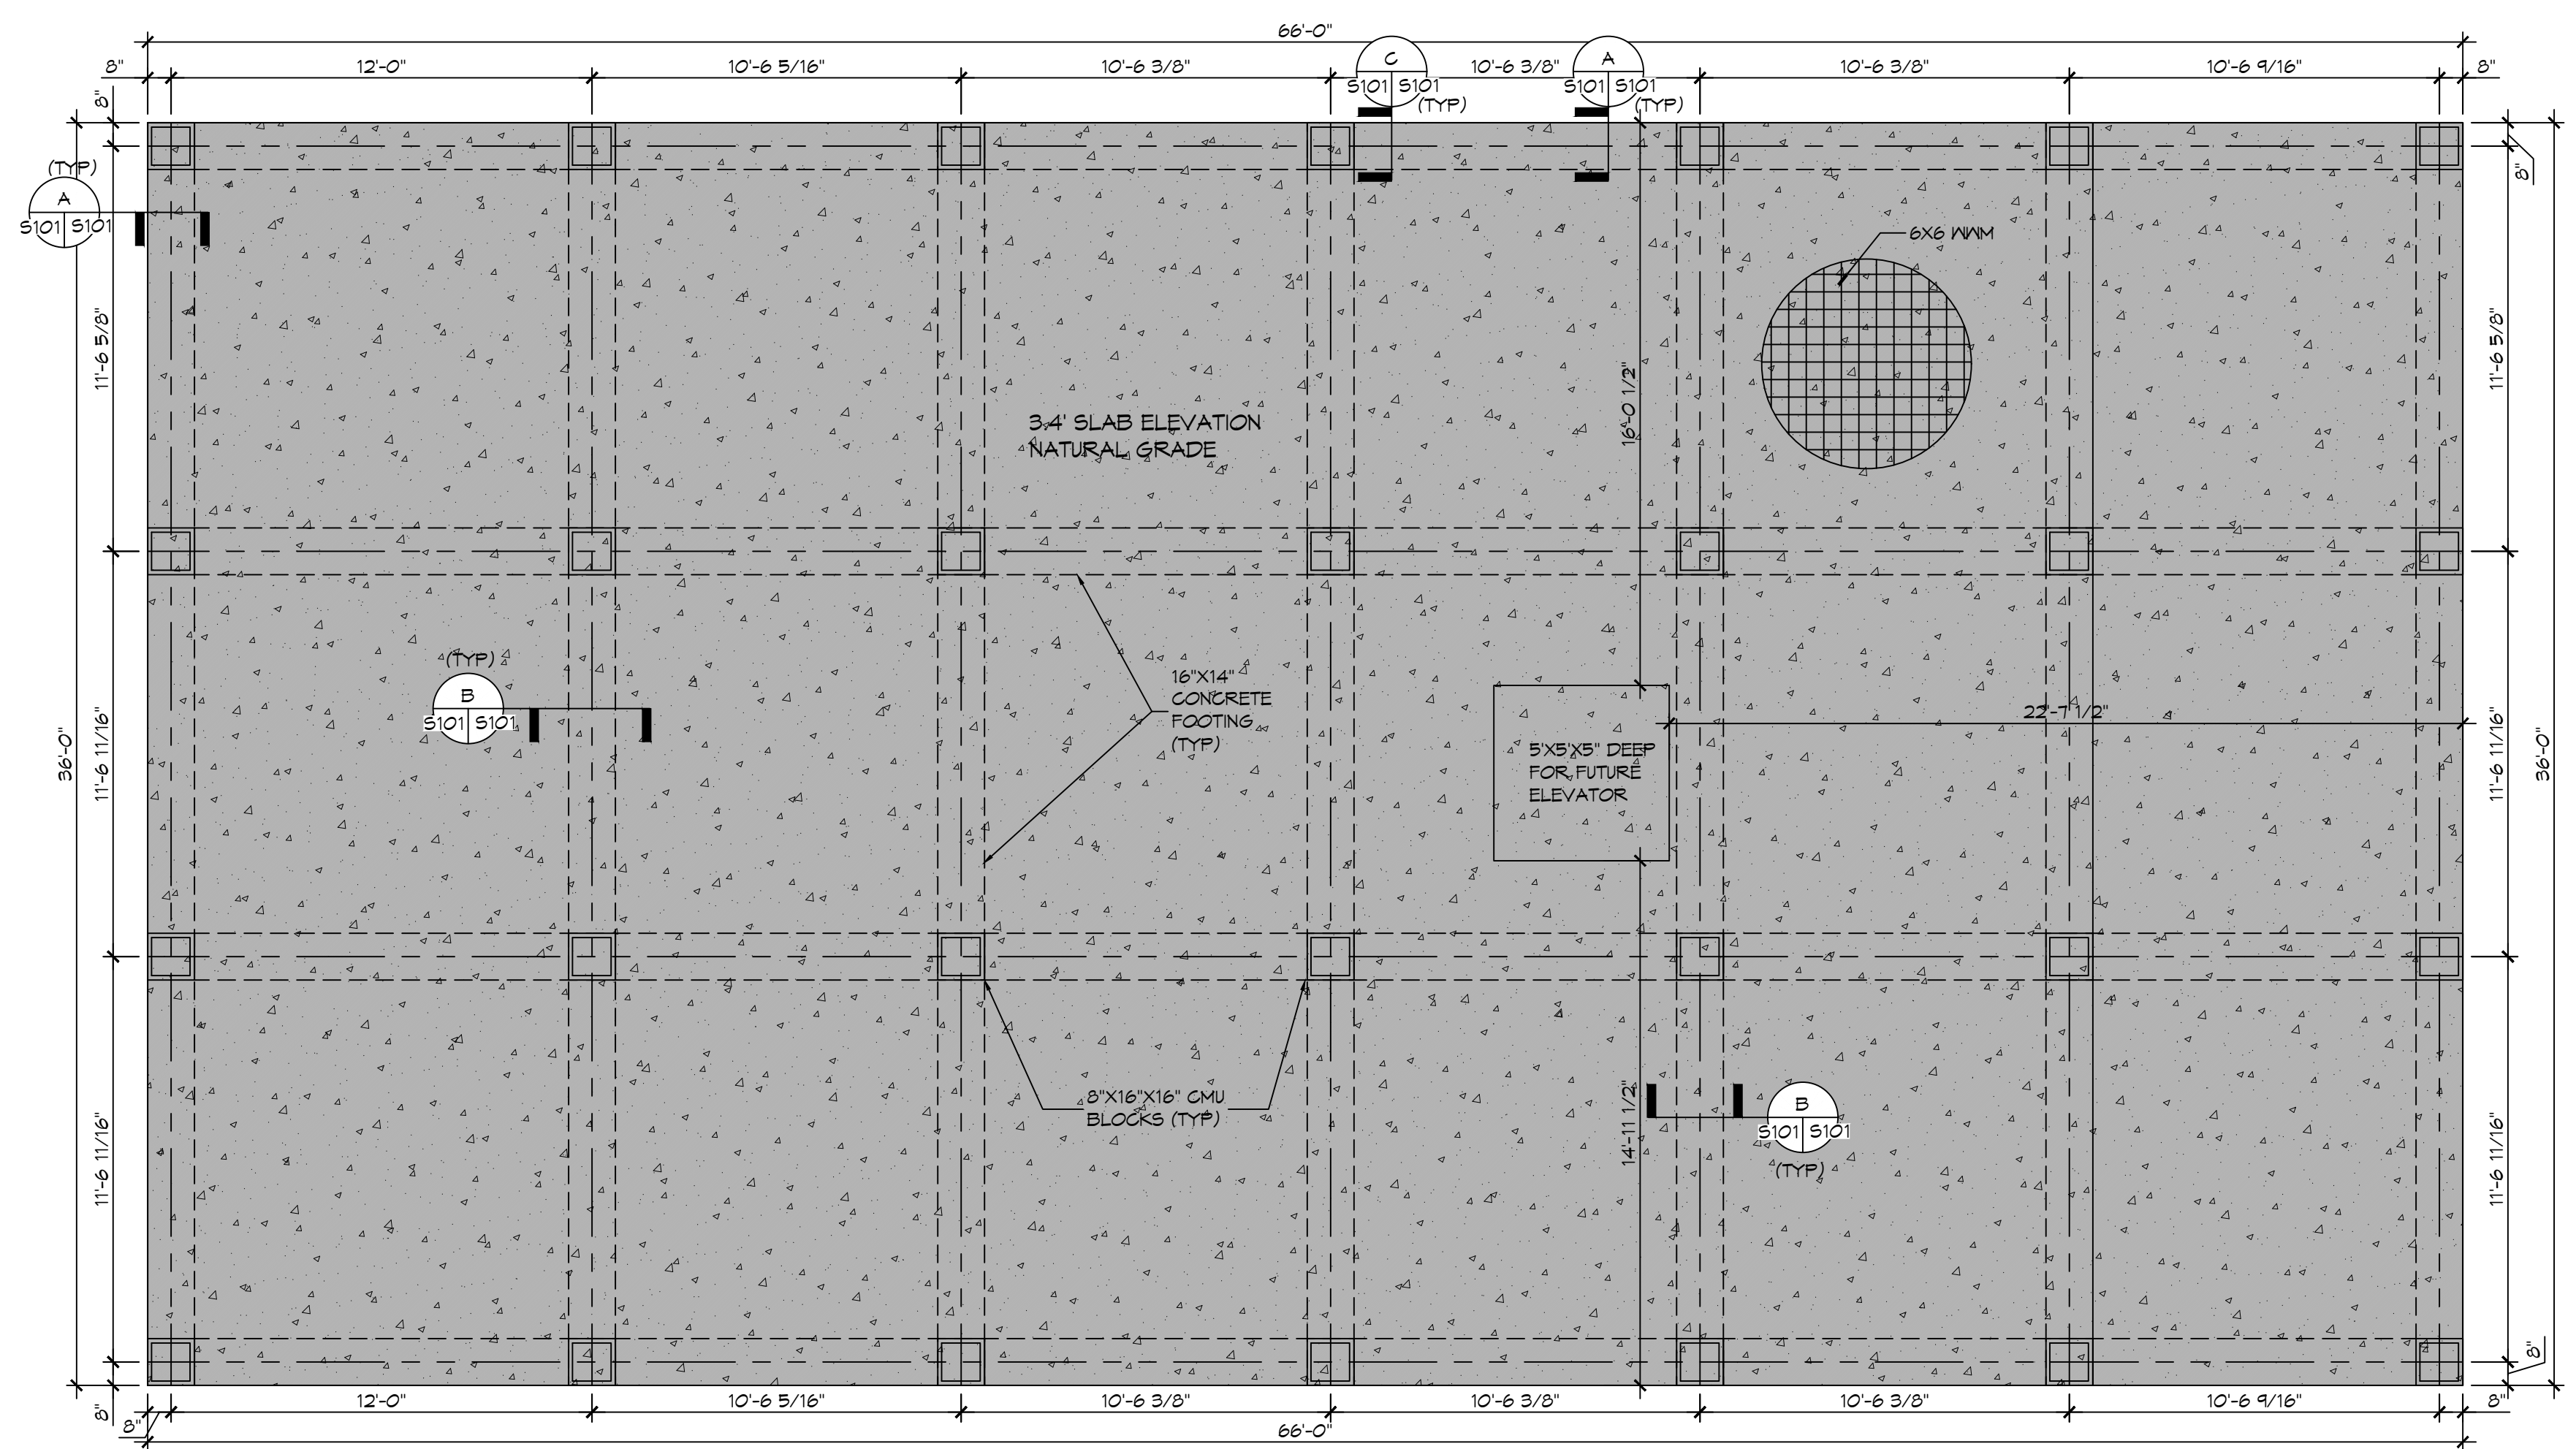 66'-0"
8"
12'-0"
10'-6 5/16"
10'-6 3/8"
10'-6 3/8"
10'-6 3/8"
10'-6 9/16"
8"
C
S101
S101
(TYP)
A
S101
S101
(TYP)
8"
8"
(TYP)
A
S101
S101
6X6 WWM
11'-6 5/8"
11'-6 5/8"
16'-0 1/2"
3.4' SLAB ELEVATION
NATURAL GRADE
(TYP)
B
S101
S101
16"X14"
CONCRETE
FOOTING
(TYP)
22'-7 1/2"
5'X5'X5" DEEP
FOR FUTURE
ELEVATOR
36'-0"
11'-6 11/16"
11'-6 11/16"
36'-0"
8"X16"X16" CMU
BLOCKS (TYP)
14'-11 1/2"
B
S101
S101
(TYP)
11'-6 11/16"
11'-6 11/16"
8"
8"
8"
12'-0"
10'-6 5/16"
10'-6 3/8"
10'-6 3/8"
10'-6 3/8"
10'-6 9/16"
8"
66'-0"